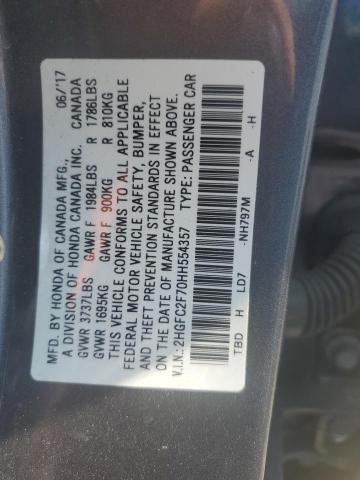 MFD. BY HONDA OF CANADA MFG., 06/'17
A DIVISION OF HONDA CANADA INC. CANADA
GVWR 3737LBS GAWR F 1984LBS R 1786LBS
GVWR 1695KG GAWR F 900KG R 810KG
THIS VEHICLE CONFORMS TO ALL APPLICABLE
FEDERAL MOTOR VEHICLE SAFETY, BUMPER,
AND THEFT PREVENTION STANDARDS IN EFFECT
ON THE DATE OF MANUFACTURE SHOWN ABOVE.
V.I.N.: 2HGFC2F70HH554357 TYPE: PASSENGER CAR
TBD H LD7 -NH797M -A -H